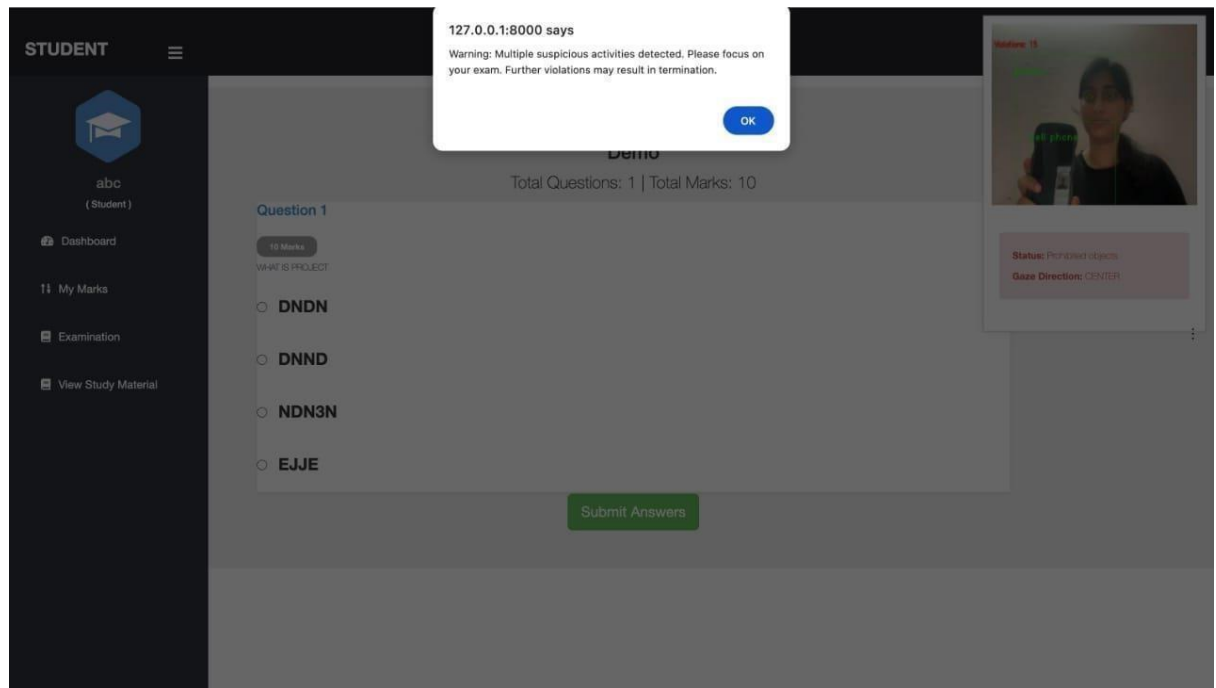 127.0.0.1:8000 says
Warning: Multiple suspicious activities detected. Please focus on
your exam. Further violations may result in termination.
OK
STUDENT
abc
(Student)
Dashboard
My Marks
Examination
View Study Material
Demo
Total Questions: 1 | Total Marks: 10
Question 1
10 Marks
WHAT IS PROJECT
DNDN
DNND
NDN3N
EJJE
Submit Answers
cell phone
Status: Prohibited objects
Gaze Direction: CENTER